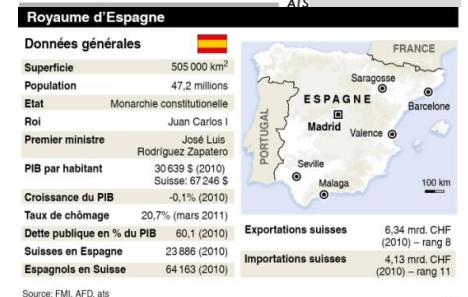 ATS
Royaume d'Espagne
Données générales
Superficie 505 000 km²
Population 47,2 millions
Etat Monarchie constitutionelle
Roi Juan Carlos I
Premier ministre José Luis
Rodríguez Zapatero
PIB par habitant 30 639 $ (2010)
Suisse: 67 246 $
Croissance du PIB -0,1% (2010)
Taux de chômage 20,7% (mars 2011)
Dette publique en % du PIB 60,1 (2010)
Suisses en Espagne 23 886 (2010)
Espagnols en Suisse 64 163 (2010)
FRANCE
Saragosse
ESPAGNE
Barcelone
Madrid
Valence
PORTUGAL
Seville
Malaga
100 km
Exportations suisses 6,34 mrd. CHF
(2010) – rang 8
Importations suisses 4,13 mrd. CHF
(2010) – rang 11
Source: FMI, AFD, ats